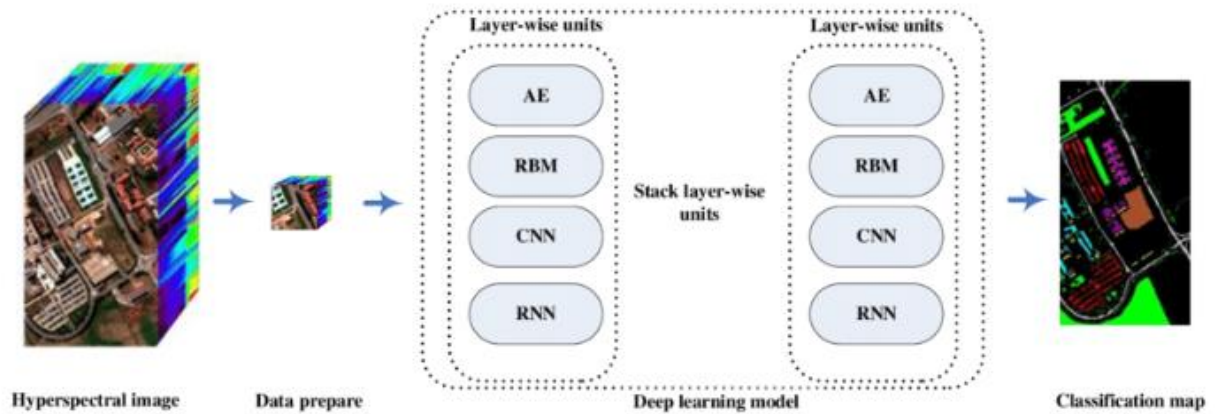 Layer-wise units
Layer-wise units
AE
RBM
CNN
RNN
Stack layer-wise
units
AE
RBM
CNN
RNN
Hyperspectral image
Data prepare
Deep learning model
Classification map